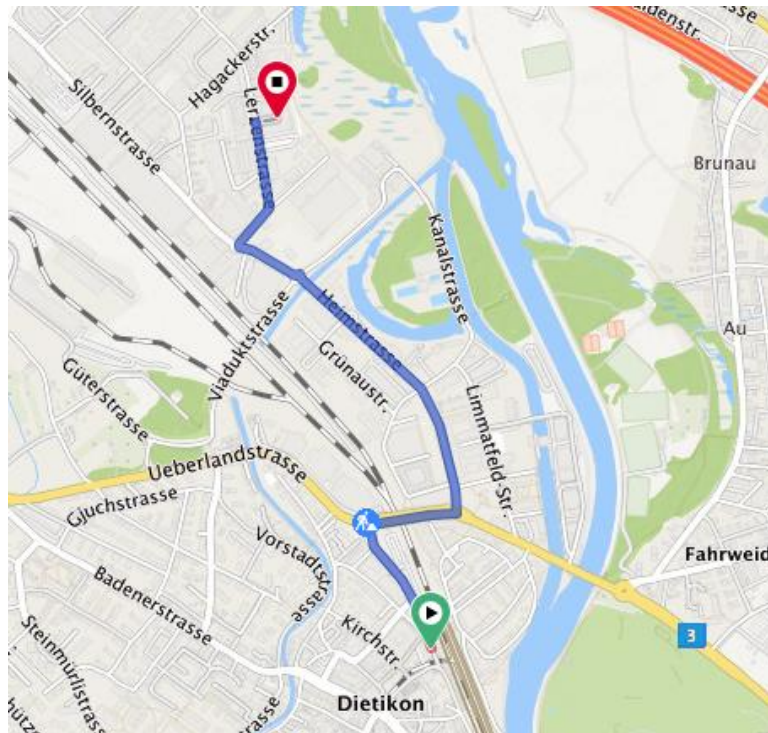 Hagackerstr.
Silbernstrasse
Lerzenstrasse
Brunau
Kanalstrasse
Heimstrasse
Viaduktstrasse
Au
Grünaustr.
Güterstrasse
Limmatfeld-Str.
Ueberlandstrasse
Gjuchstrasse
Vorstadtstrasse
Fahrweid
Badenerstrasse
Kirchstr.
3
Steinmürlistrasse
Dietikon